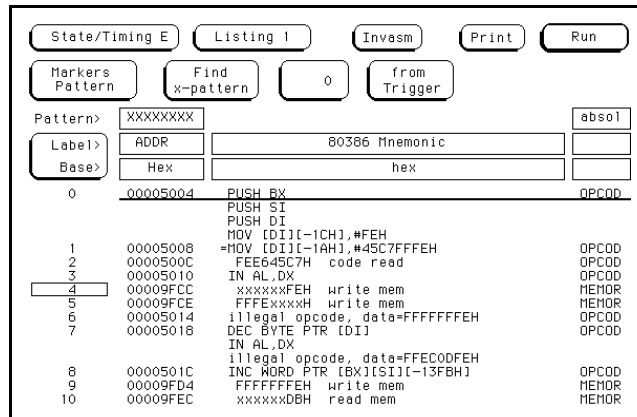 State/Timing E Listing 1 Invasm Print Run
Markers Pattern Find x-pattern 0 from Trigger
Pattern> XXXXXXXX absol
Label> ADDR 80386 Mnemonic
Base> Hex hex
0 00005004 PUSH BX OPCOD
PUSH SI
PUSH DI
MOV [DI][-1CH],#FEH
1 00005008 =MOV [DI][-1AH],#45C7FFFEH OPCOD
2 0000500C FEE645C7H code read OPCOD
3 00005010 IN AL,DX OPCOD
4 00009FCC xxxxxxFEH write mem MEMOR
5 00009FCE FFFExxxxH write mem MEMOR
6 00005014 illegal opcode, data=FFFFFFFEH OPCOD
7 00005018 DEC BYTE PTR [DI] OPCOD
IN AL,DX
illegal opcode, data=FFECODFEH
8 0000501C INC WORD PTR [BX][SI][-13FBH] OPCOD
9 00009FD4 FFFFFFFEH write mem MEMOR
10 00009FEC xxxxxxDBH read mem MEMOR